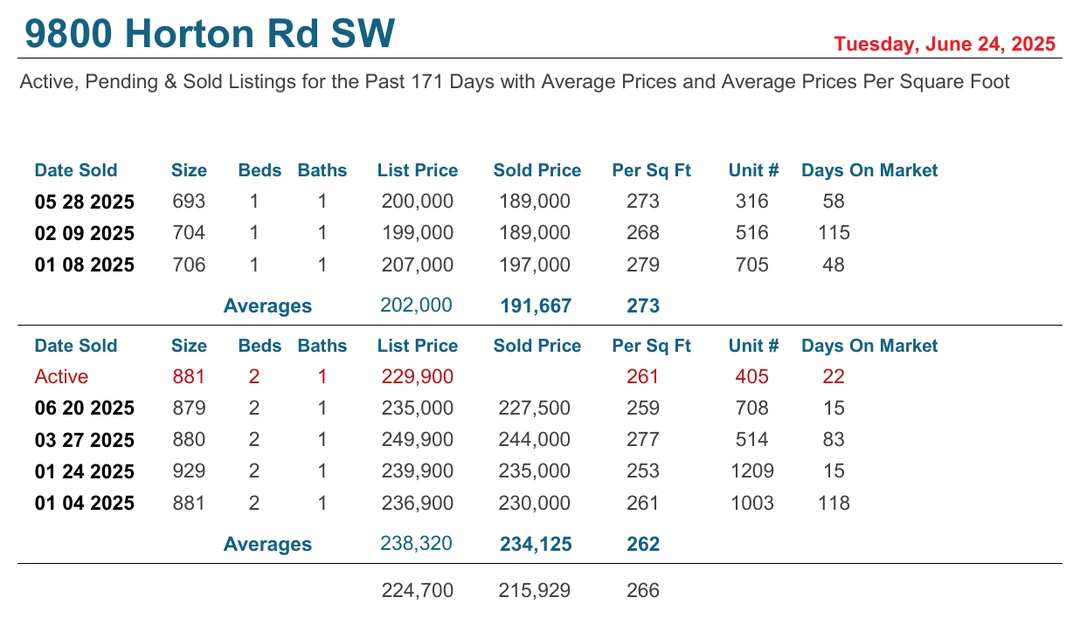 9800 Horton Rd SW
Tuesday, June 24, 2025
Active, Pending & Sold Listings for the Past 171 Days with Average Prices and Average Prices Per Square Foot
Date Sold Size Beds Baths List Price Sold Price Per Sq Ft Unit # Days On Market
05 28 2025 693 1 1 200,000 189,000 273 316 58
02 09 2025 704 1 1 199,000 189,000 268 516 115
01 08 2025 706 1 1 207,000 197,000 279 705 48
Averages 202,000 191,667 273
Date Sold Size Beds Baths List Price Sold Price Per Sq Ft Unit # Days On Market
Active 881 2 1 229,900 261 405 22
06 20 2025 879 2 1 235,000 227,500 259 708 15
03 27 2025 880 2 1 249,900 244,000 277 514 83
01 24 2025 929 2 1 239,900 235,000 253 1209 15
01 04 2025 881 2 1 236,900 230,000 261 1003 118
Averages 238,320 234,125 262
224,700 215,929 266